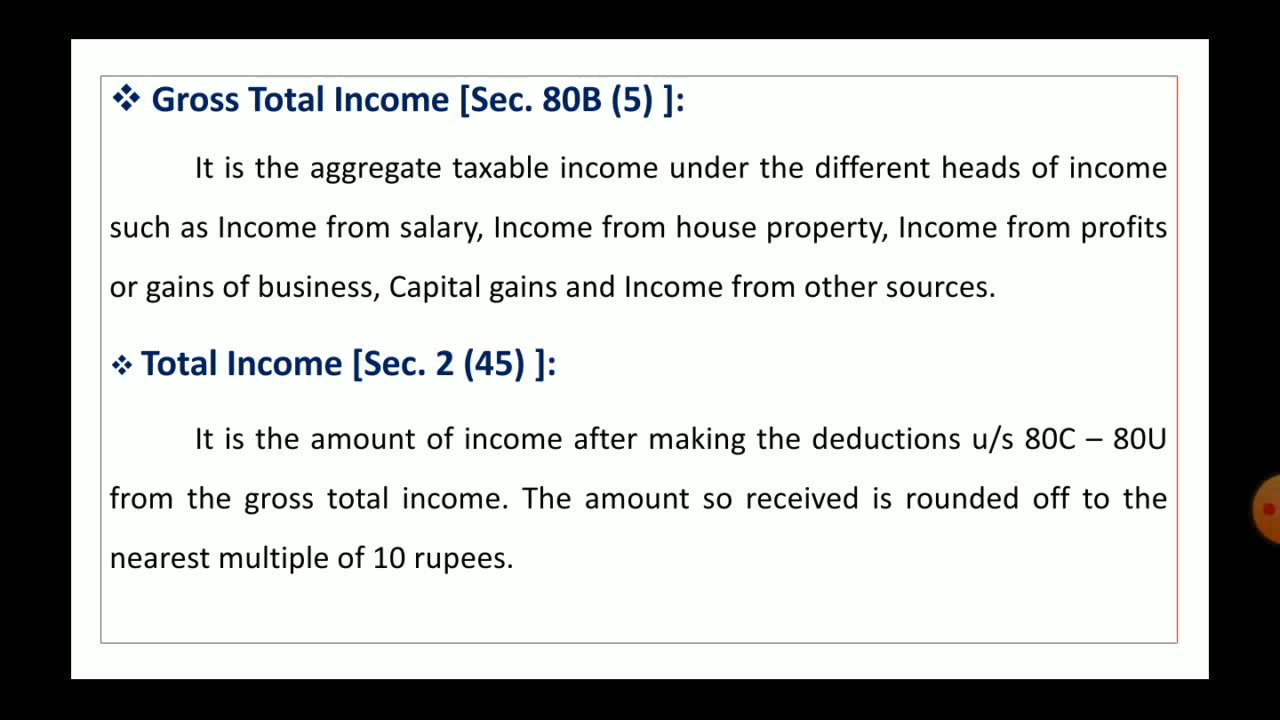 ❖ Gross Total Income [Sec. 80B (5) ]:
It is the aggregate taxable income under the different heads of income
such as Income from salary, Income from house property, Income from profits
or gains of business, Capital gains and Income from other sources.
❖ Total Income [Sec. 2 (45) ]:
It is the amount of income after making the deductions u/s 80C – 80U
from the gross total income. The amount so received is rounded off to the
nearest multiple of 10 rupees.